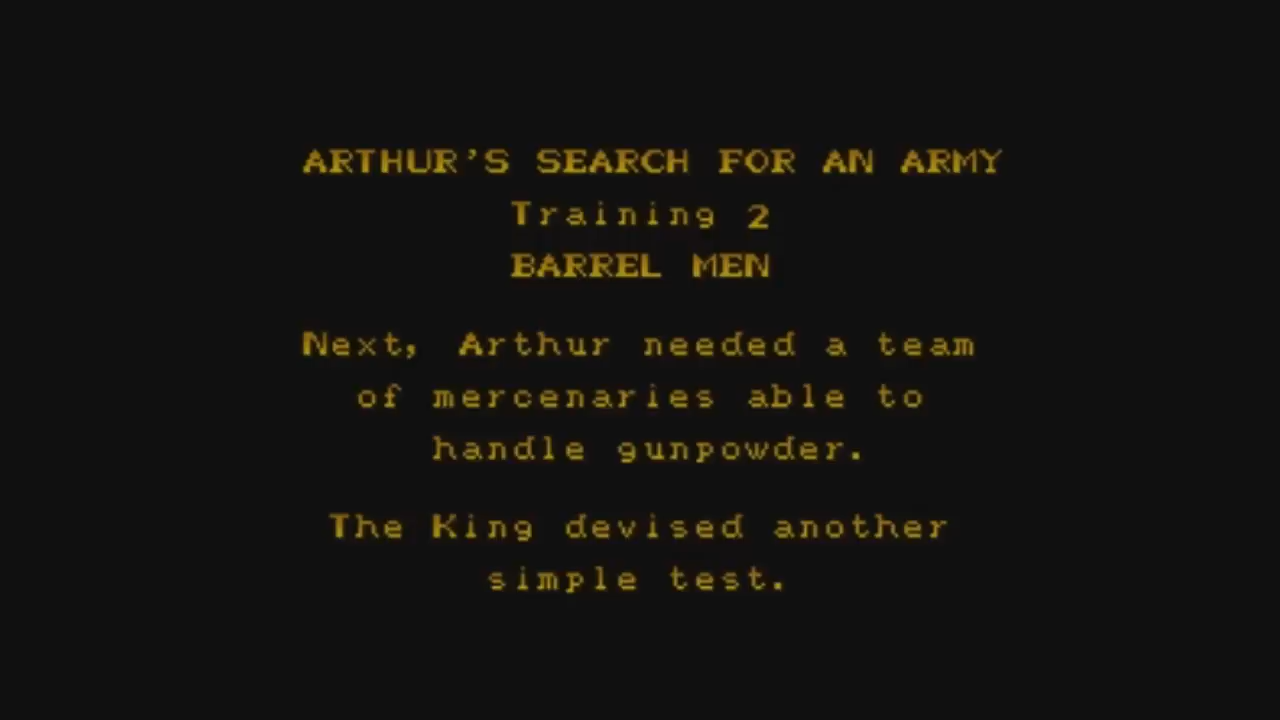 ARTHUR'S SEARCH FOR AN ARMY
Training 2
BARREL MEN
Next, Arthur needed a team
of mercenaries able to
handle gunpowder.
The King devised another
simple test.